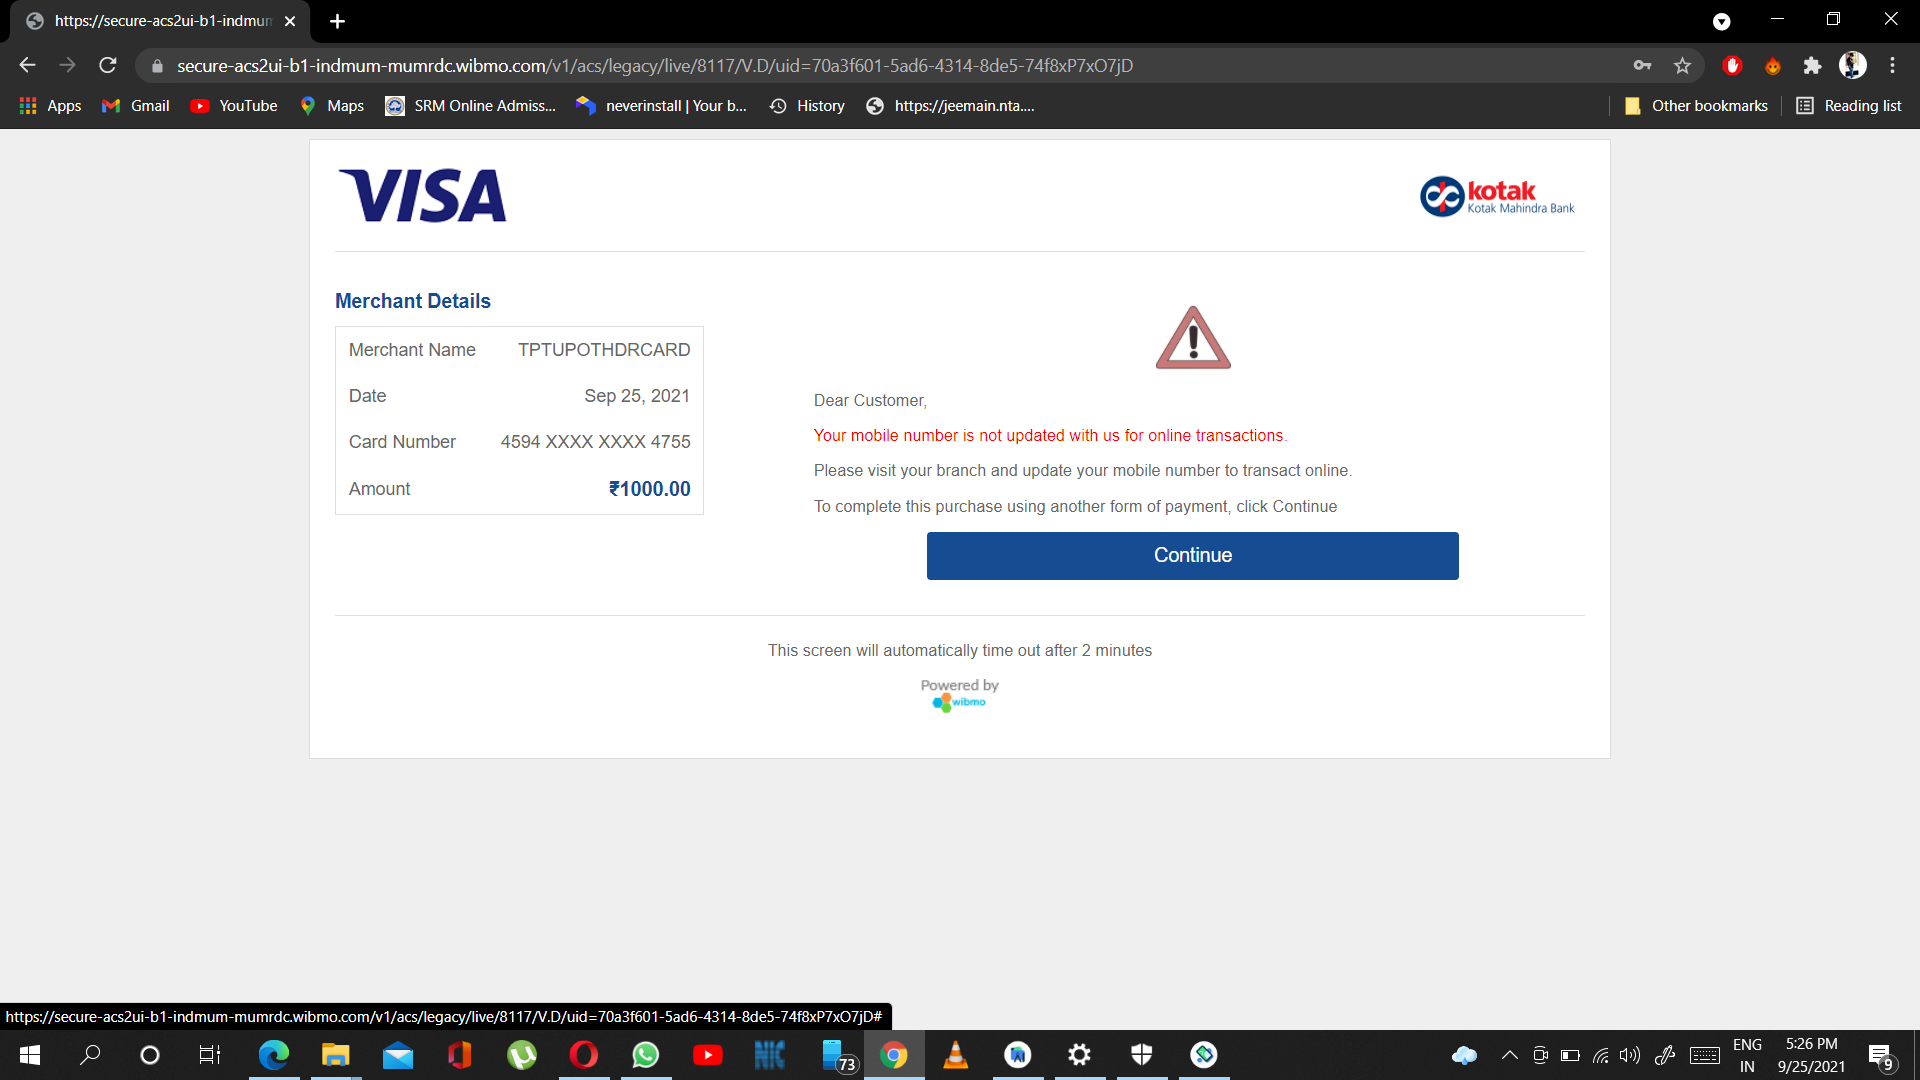 https://secure-acs2ui-b1-indmum
secure-acs2ui-b1-indmum-mumrdc.wibmo.com/v1/acs/legacy/live/8117/V.D/uid=70a3f601-5ad6-4314-8de5-74f8xP7xO7jD
Apps Gmail YouTube Maps SRM Online Admiss... neverinstall | Your b... History https://jeemain.nta.... Other bookmarks Reading list
VISA
kotak
Kotak Mahindra Bank
Merchant Details
Merchant Name TPTUPOTHDRCARD
Date Sep 25, 2021
Card Number 4594 XXXX XXXX 4755
Amount ₹1000.00
Dear Customer,
Your mobile number is not updated with us for online transactions.
Please visit your branch and update your mobile number to transact online.
To complete this purchase using another form of payment, click Continue
Continue
This screen will automatically time out after 2 minutes
Powered by
wibmo
https://secure-acs2ui-b1-indmum-mumrdc.wibmo.com/v1/acs/legacy/live/8117/V.D/uid=70a3f601-5ad6-4314-8de5-74f8xP7xO7jD#
73
ENG
IN
5:26 PM
9/25/2021
9